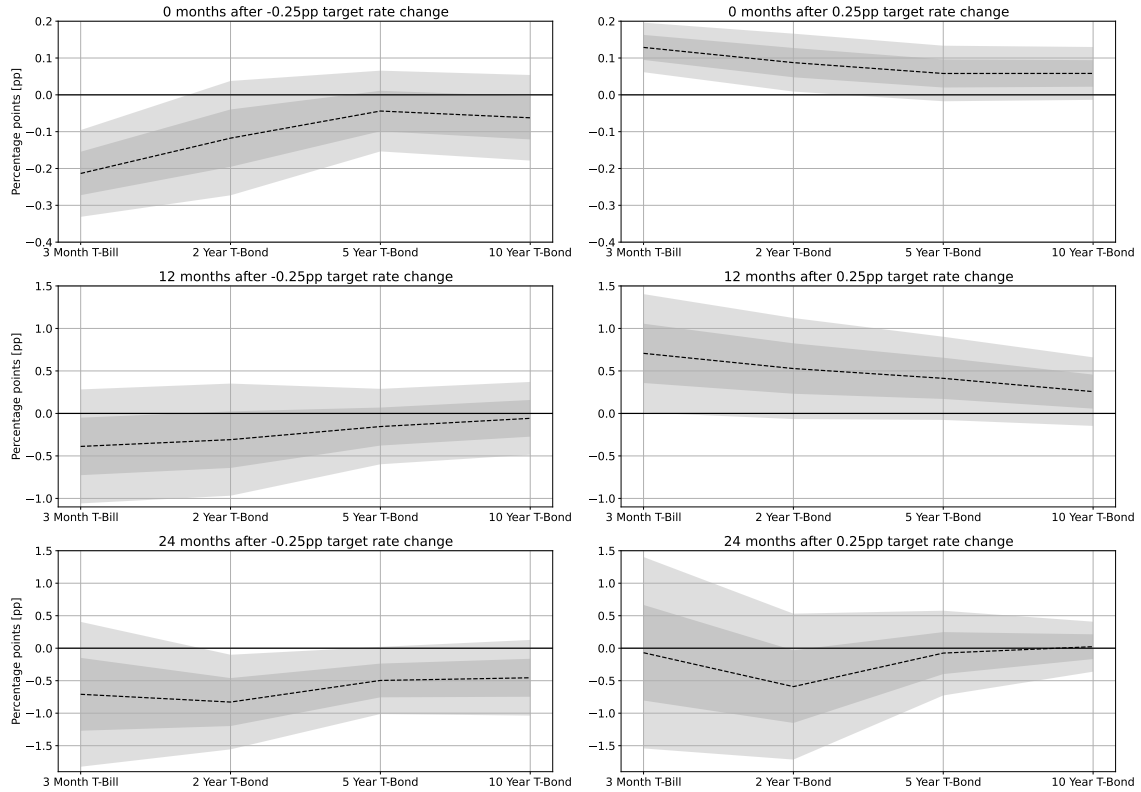 0 months after -0.25pp target rate change
0.2
0.1
0.0
−0.1
−0.2
−0.3
−0.4
Percentage points [pp]
3 Month T-Bill
2 Year T-Bond
5 Year T-Bond
10 Year T-Bond
0 months after 0.25pp target rate change
0.2
0.1
0.0
−0.1
−0.2
−0.3
−0.4
3 Month T-Bill
2 Year T-Bond
5 Year T-Bond
10 Year T-Bond
12 months after -0.25pp target rate change
1.5
1.0
0.5
0.0
−0.5
−1.0
Percentage points [pp]
3 Month T-Bill
2 Year T-Bond
5 Year T-Bond
10 Year T-Bond
12 months after 0.25pp target rate change
1.5
1.0
0.5
0.0
−0.5
−1.0
3 Month T-Bill
2 Year T-Bond
5 Year T-Bond
10 Year T-Bond
24 months after -0.25pp target rate change
1.5
1.0
0.5
0.0
−0.5
−1.0
−1.5
Percentage points [pp]
3 Month T-Bill
2 Year T-Bond
5 Year T-Bond
10 Year T-Bond
24 months after 0.25pp target rate change
1.5
1.0
0.5
0.0
−0.5
−1.0
−1.5
3 Month T-Bill
2 Year T-Bond
5 Year T-Bond
10 Year T-Bond